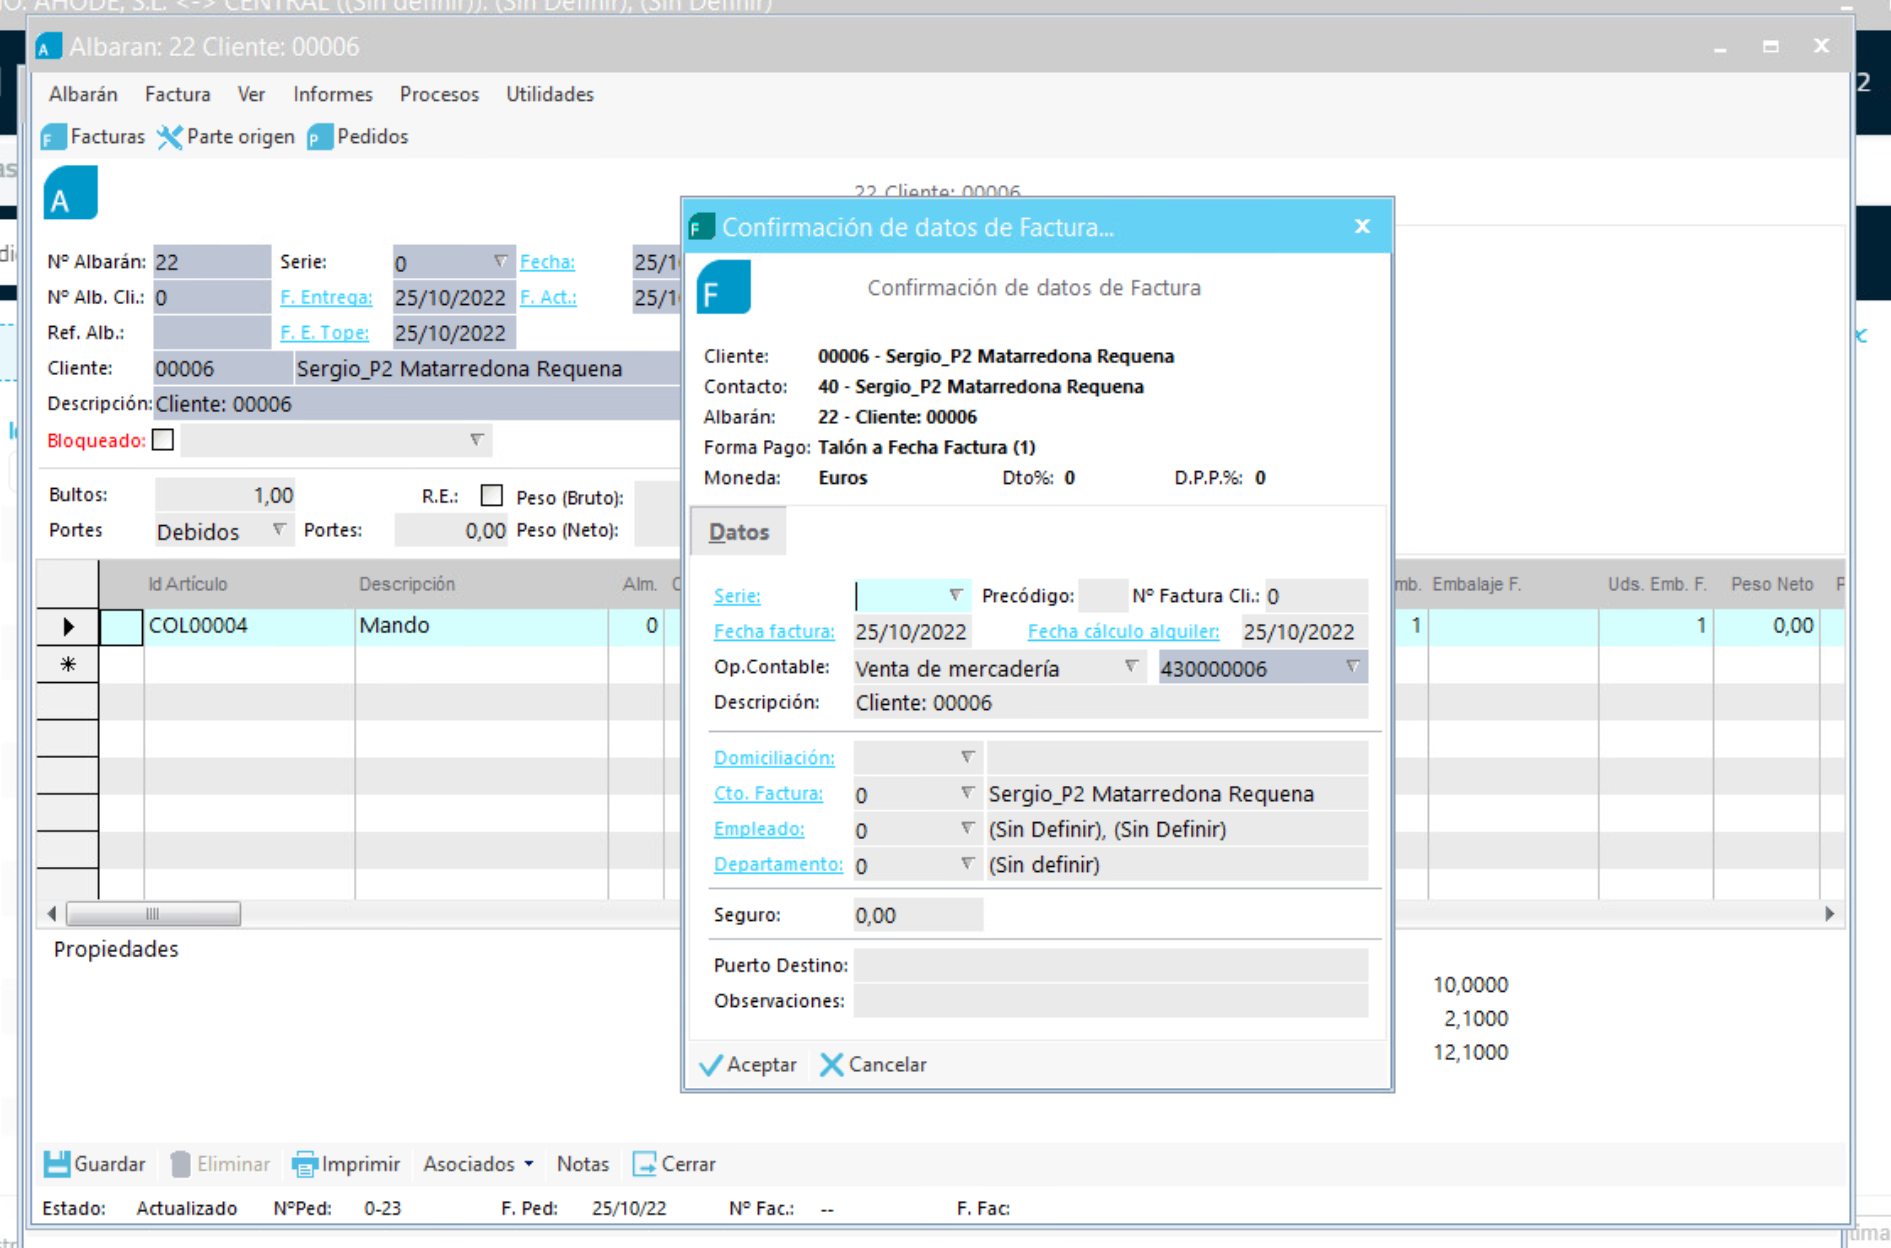 AHODE, S.L. <-> CENTRAL ((Sin definir)): (Sin Definir), (Sin Definir)
A Albaran: 22 Cliente: 00006
Albarán Factura Ver Informes Procesos Utilidades
F Facturas Parte origen P Pedidos
A
22 Cliente: 00006
Nº Albarán: 22 Serie: 0 Fecha: 25/1
Nº Alb. Cli.: 0 F. Entrega: 25/10/2022 F. Act.: 25/1
Ref. Alb.: F. E. Tope: 25/10/2022
Cliente: 00006 Sergio_P2 Matarredona Requena
Descripción: Cliente: 00006
Bloqueado:
Bultos: 1,00 R.E.: Peso (Bruto):
Portes Debidos Portes: 0,00 Peso (Neto):
Id Artículo Descripción Alm. C mb. Embalaje F. Uds. Emb. F. Peso Neto P
COL00004 Mando 0 1 1 0,00
Propiedades
10,0000
2,1000
12,1000
F Confirmación de datos de Factura...
F Confirmación de datos de Factura
Cliente: 00006 - Sergio_P2 Matarredona Requena
Contacto: 40 - Sergio_P2 Matarredona Requena
Albarán: 22 - Cliente: 00006
Forma Pago: Talón a Fecha Factura (1)
Moneda: Euros Dto%: 0 D.P.P.%: 0
Datos
Serie: Precódigo: Nº Factura Cli.: 0
Fecha factura: 25/10/2022 Fecha cálculo alquiler: 25/10/2022
Op.Contable: Venta de mercadería 430000006
Descripción: Cliente: 00006
Domiciliación:
Cto. Factura: 0 Sergio_P2 Matarredona Requena
Empleado: 0 (Sin Definir), (Sin Definir)
Departamento: 0 (Sin definir)
Seguro: 0,00
Puerto Destino:
Observaciones:
Aceptar Cancelar
Guardar Eliminar Imprimir Asociados Notas Cerrar
Estado: Actualizado NºPed: 0-23 F. Ped: 25/10/22 Nº Fac.: -- F. Fac: